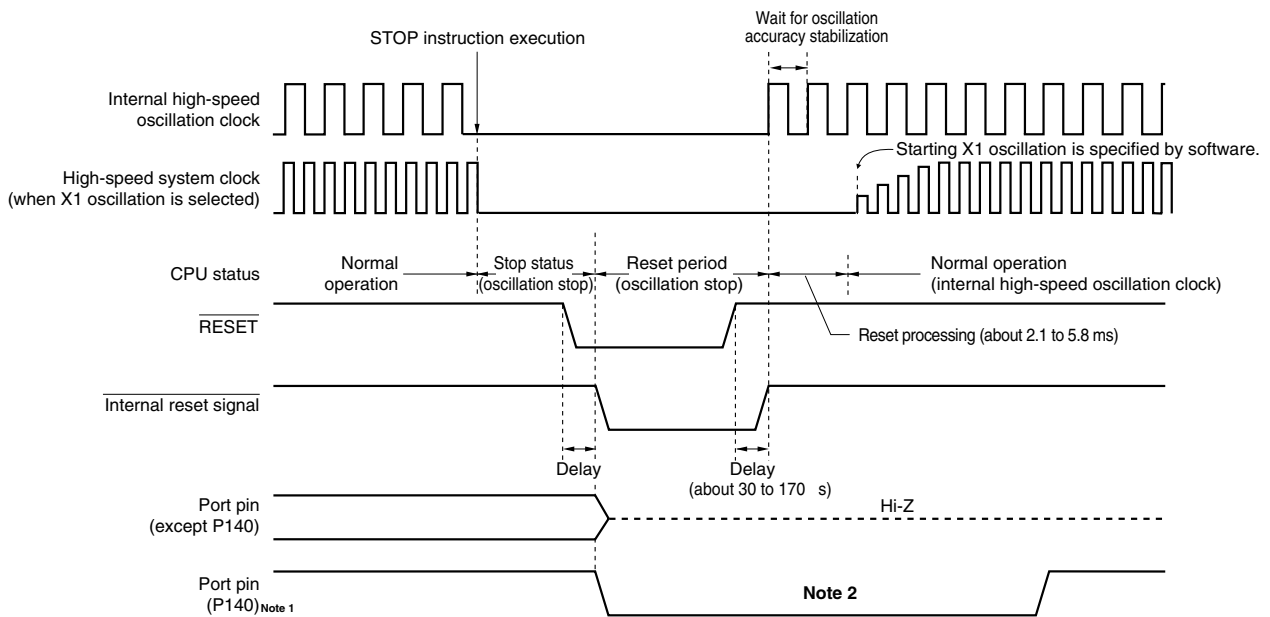 Wait for oscillation
accuracy stabilization
STOP instruction execution
Internal high-speed
oscillation clock
Starting X1 oscillation is specified by software.
High-speed system clock
(when X1 oscillation is selected)
CPU status
Normal
operation
Stop status
(oscillation stop)
Reset period
(oscillation stop)
Normal operation
(internal high-speed oscillation clock)
RESET
Reset processing (about 2.1 to 5.8 ms)
Internal reset signal
Delay
Delay
(about 30 to 170 s)
Port pin
(except P140)
Hi-Z
Port pin
(P140) Note 1
Note 2